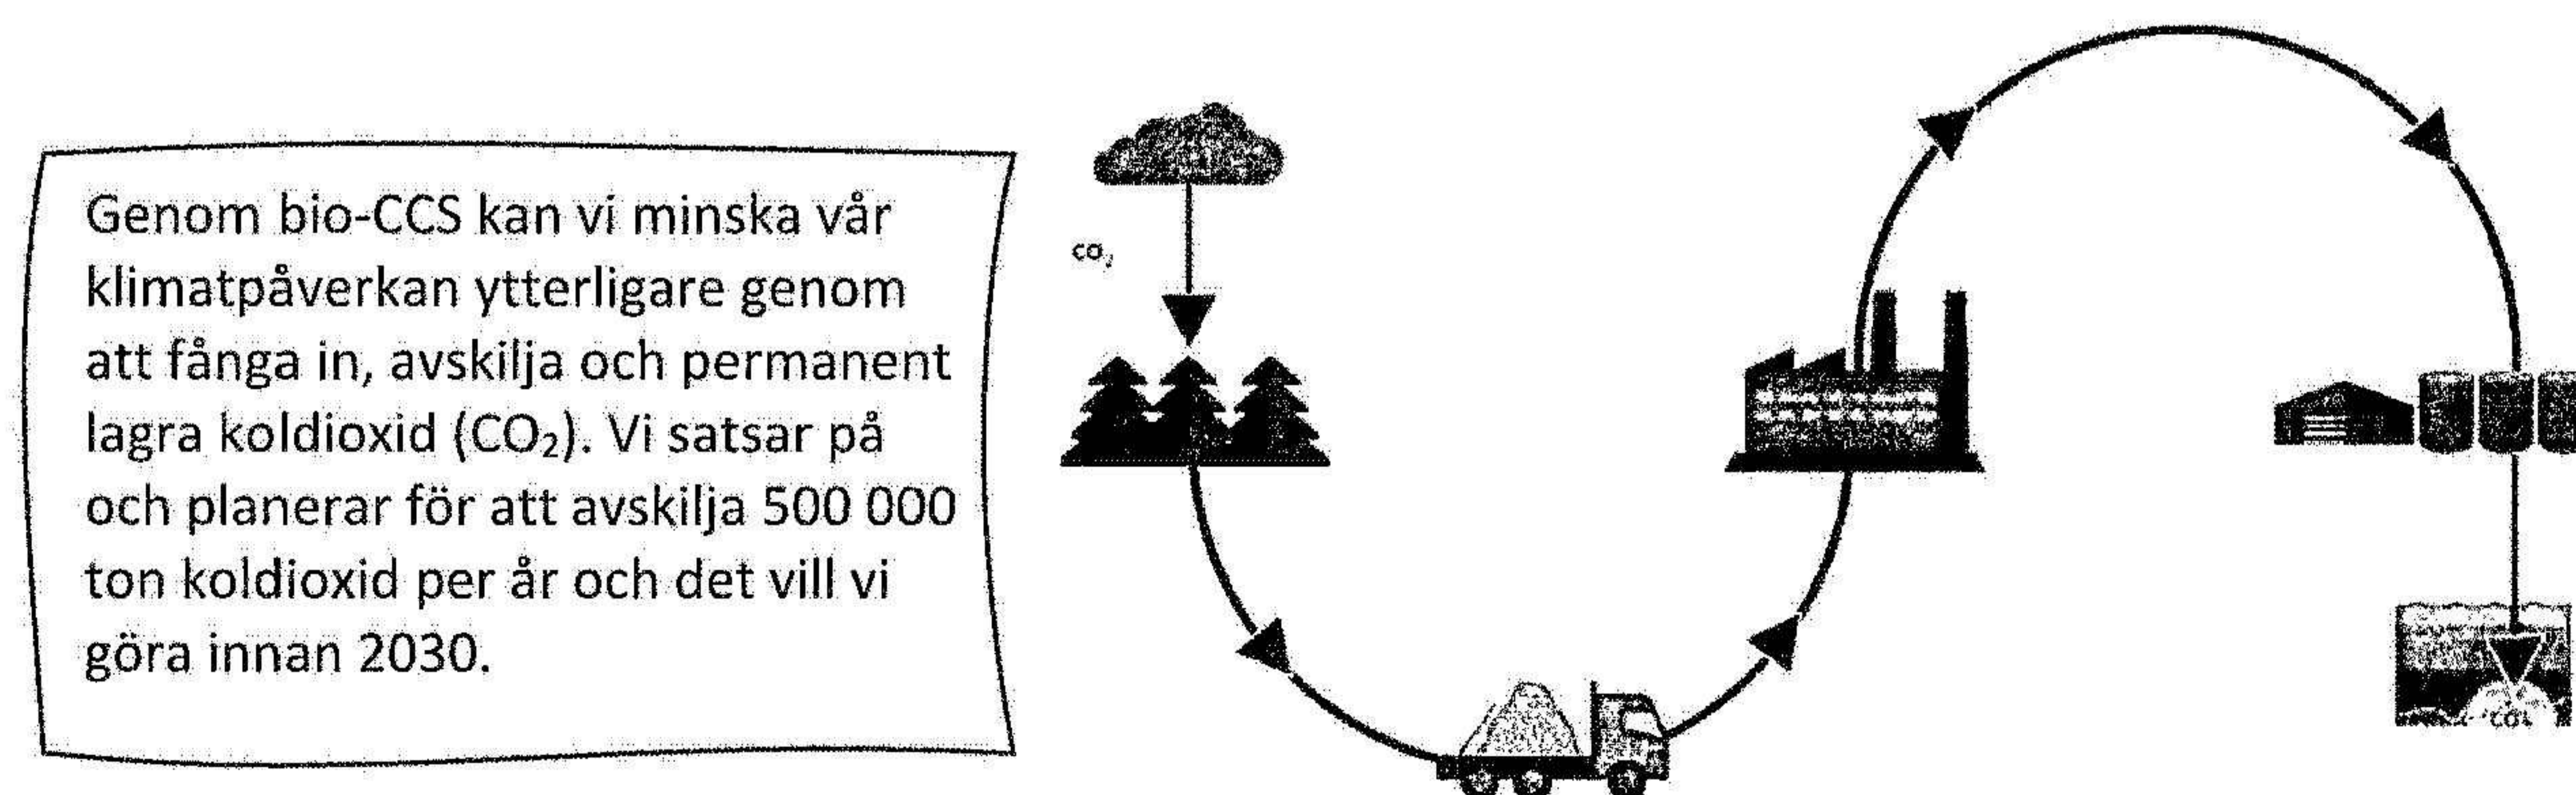 Genom bio-CCS kan vi minska vår
klimatpåverkan ytterligare genom
att fånga in, avskilja och permanent
lagra koldioxid (CO₂). Vi satsar på
och planerar för att avskilja 500 000
ton koldioxid per år och det vill vi
göra innan 2030.
CO₂
CO₂